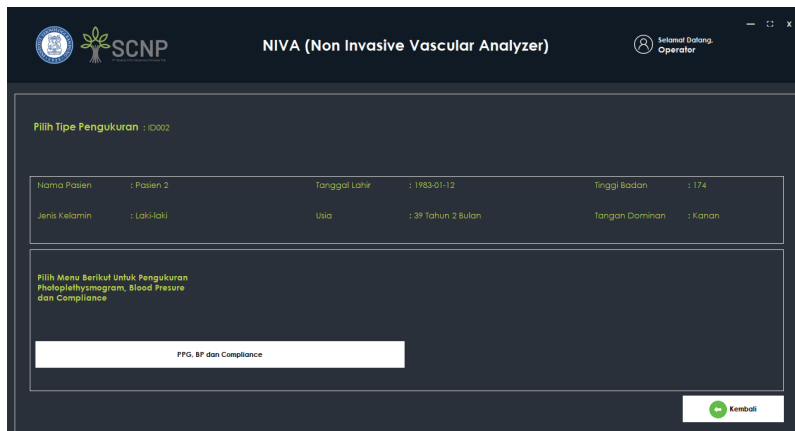 SCNP
NIVA (Non Invasive Vascular Analyzer)
Selamat Datang,
Operator
Pilih Tipe Pengukuran : ID002
Nama Pasien : Pasien 2 Tanggal Lahir : 1983-01-12 Tinggi Badan : 174
Jenis Kelamin : Laki-laki Usia : 39 Tahun 2 Bulan Tangan Dominan : Kanan
Pilih Menu Berikut Untuk Pengukuran
Photoplethysmogram, Blood Presure
dan Compliance
PPG, BP dan Compliance
Kembali